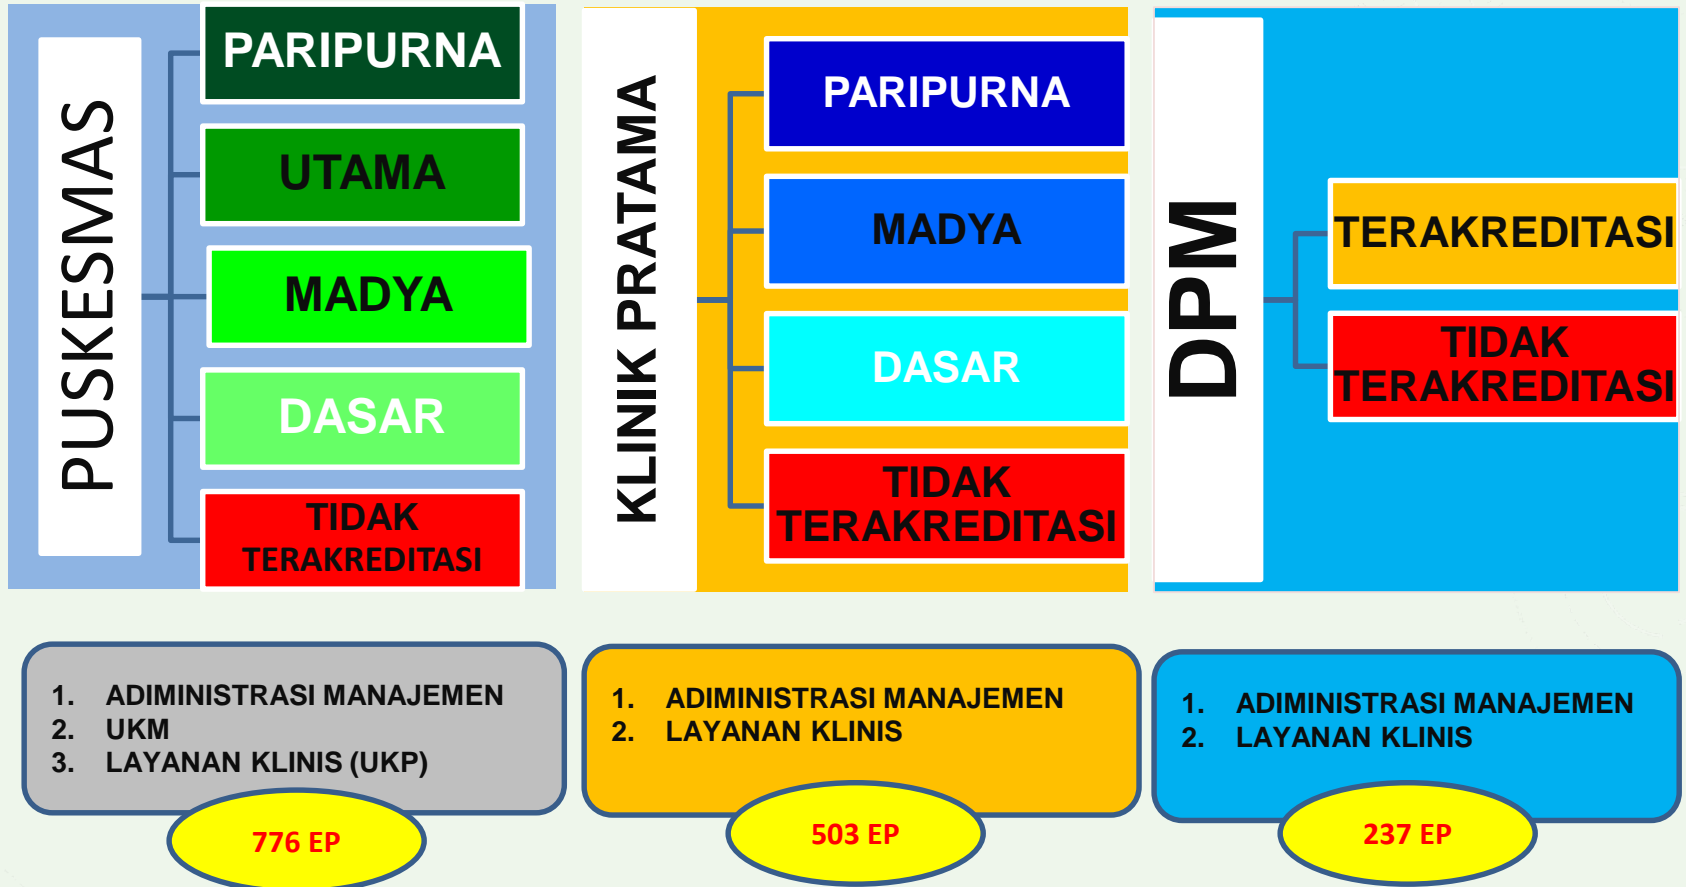 PUSKESMAS
PARIPURNA
UTAMA
MADYA
DASAR
TIDAK
TERAKREDITASI
KLINIK PRATAMA
PARIPURNA
MADYA
DASAR
TIDAK
TERAKREDITASI
DPM
TERAKREDITASI
TIDAK
TERAKREDITASI
1. ADIMINISTRASI MANAJEMEN
2. UKM
3. LAYANAN KLINIS (UKP)
776 EP
1. ADIMINISTRASI MANAJEMEN
2. LAYANAN KLINIS
503 EP
1. ADIMINISTRASI MANAJEMEN
2. LAYANAN KLINIS
237 EP